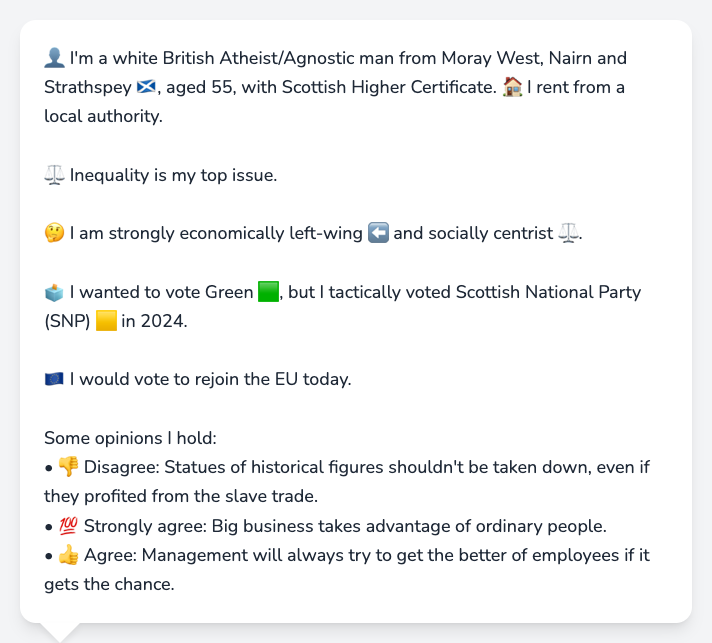 👤 I'm a white British Atheist/Agnostic man from Moray West, Nairn and
Strathspey 🏴󠁧󠁢󠁳󠁣󠁴󠁿, aged 55, with Scottish Higher Certificate. 🏠 I rent from a
local authority.
⚖️ Inequality is my top issue.
🤔 I am strongly economically left-wing ⬅️ and socially centrist ⚖️.
🗳️ I wanted to vote Green 🟩, but I tactically voted Scottish National Party
(SNP) 🟨 in 2024.
🇪🇺 I would vote to rejoin the EU today.
Some opinions I hold:
• 👎 Disagree: Statues of historical figures shouldn't be taken down, even if
they profited from the slave trade.
• 💯 Strongly agree: Big business takes advantage of ordinary people.
• 👍 Agree: Management will always try to get the better of employees if it
gets the chance.